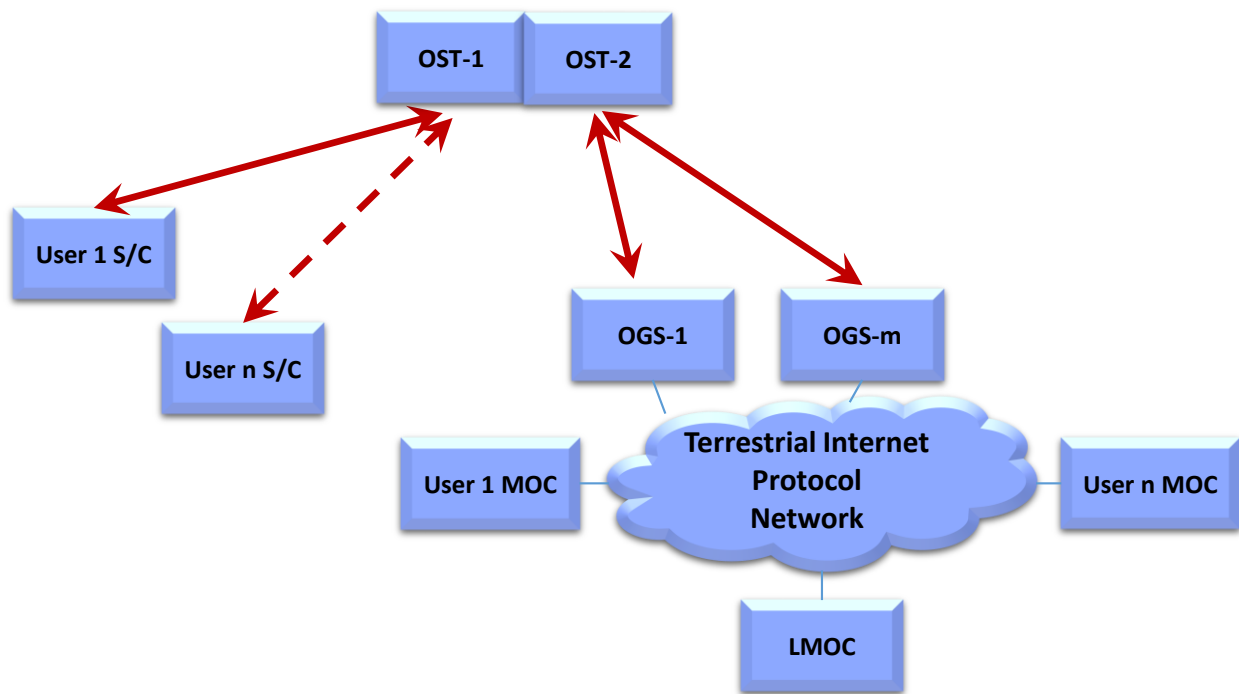 OST-1
OST-2
User 1 S/C
User n S/C
OGS-1
OGS-m
Terrestrial Internet
Protocol
Network
User 1 MOC
User n MOC
LMOC